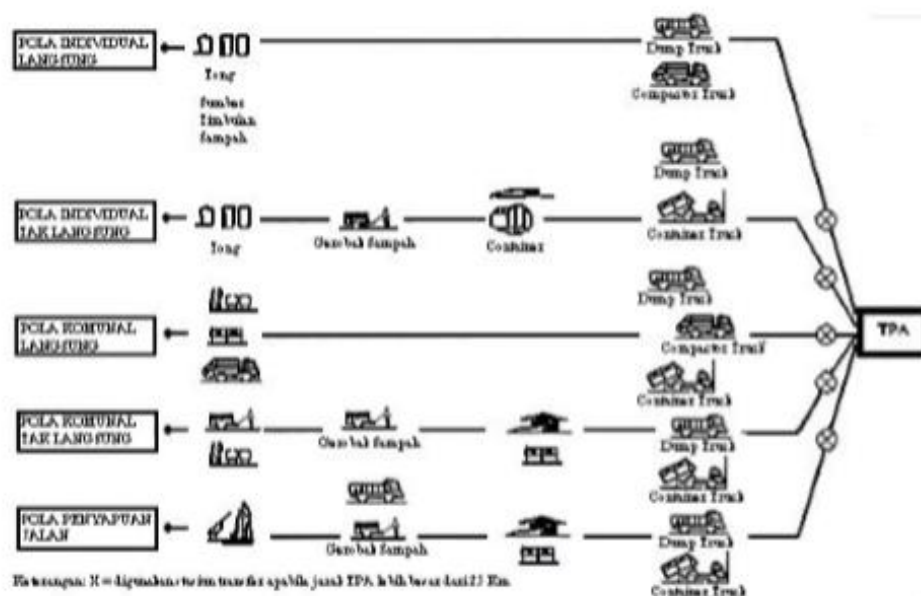 POLA INDIVIDUAL
LANGSUNG
Tong
Sumber
Timbulan
Sampah
Dump Truck
Compactor Truck
POLA INDIVIDUAL
TAK LANGSUNG
Tong
Gerobak Sampah
Container
Dump Truck
Container Truck
POLA KOMUNAL
LANGSUNG
Dump Truck
Compactor Truck
TPA
POLA KOMUNAL
TAK LANGSUNG
Gerobak Sampah
Container Truck
Dump Truck
POLA PENYAPUAN
JALAN
Gerobak Sampah
Container Truck
Dump Truck
Container Truck
Keterangan: X = digunakan stasiun transfer apabila jarak TPA lebih besar dari 25 Km